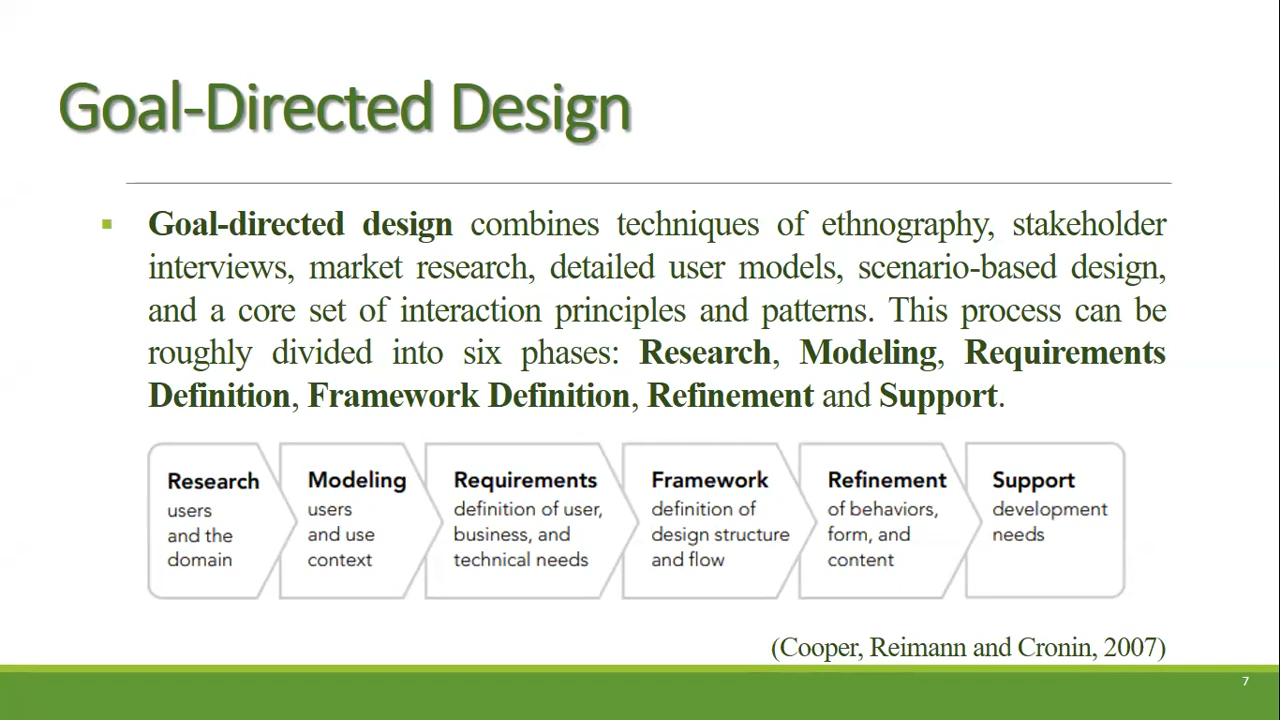 Goal-Directed Design
Goal-directed design combines techniques of ethnography, stakeholder
interviews, market research, detailed user models, scenario-based design,
and a core set of interaction principles and patterns. This process can be
roughly divided into six phases: Research, Modeling, Requirements
Definition, Framework Definition, Refinement and Support.
Research
users
and the
domain
Modeling
users
and use
context
Requirements
definition of user,
business, and
technical needs
Framework
definition of
design structure
and flow
Refinement
of behaviors,
form, and
content
Support
development
needs
(Cooper, Reimann and Cronin, 2007)
7